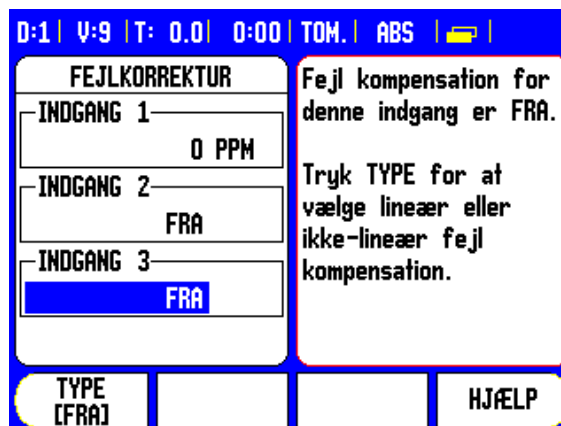 D:1 | V:9 | T: 0.0 | 0:00 | TOM. | ABS
FEJLKORREKTUR
INDGANG 1
0 PPM
INDGANG 2
FRA
INDGANG 3
FRA
Fejl kompensation for
denne indgang er FRA.
Tryk TYPE for at
vælge lineær eller
ikke-lineær fejl
kompensation.
TYPE
[FRA]
HJÆLP